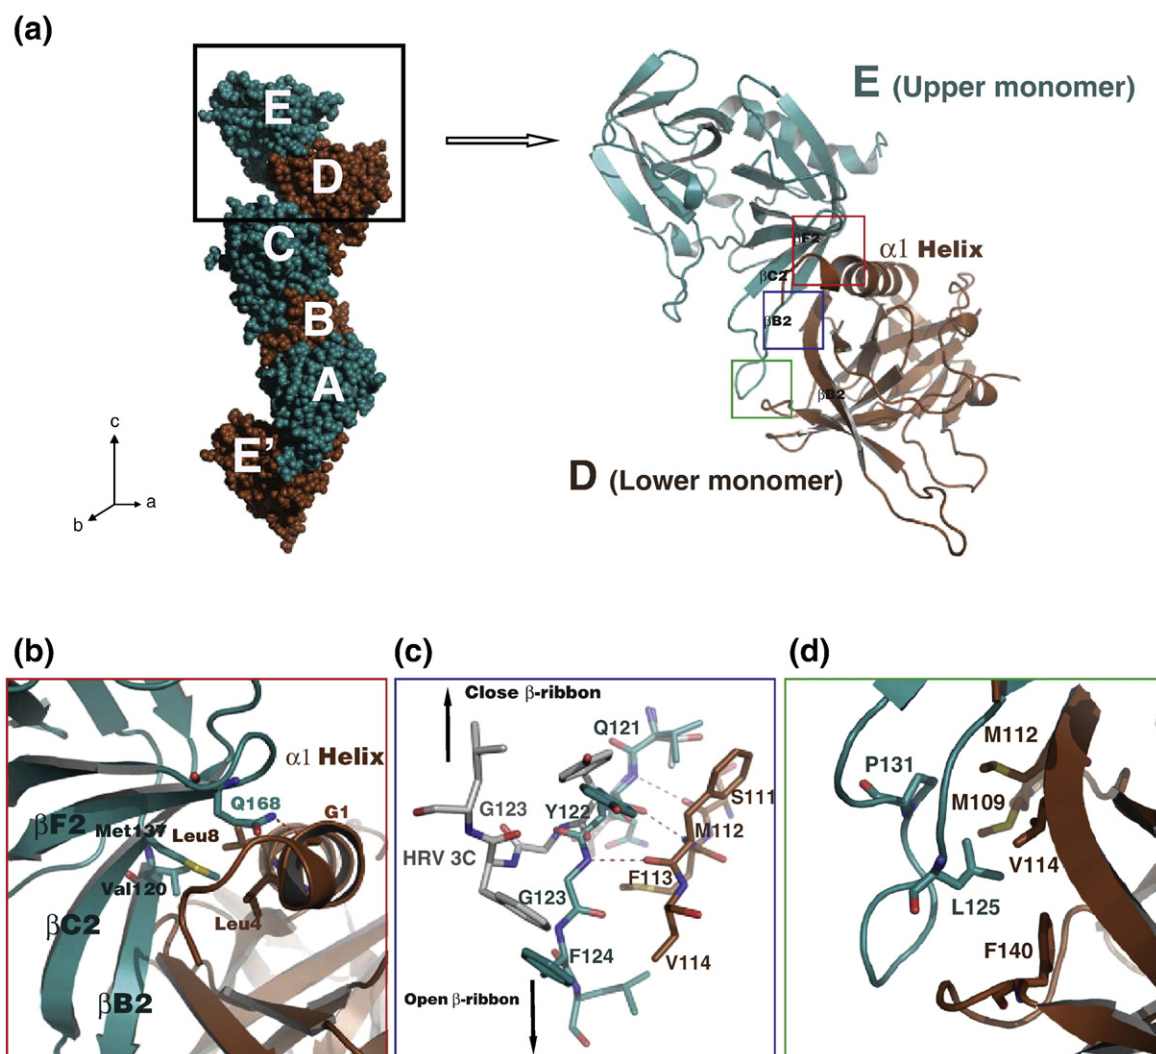 (a)
E
D
C
B
A
E'
c
b
a
E (Upper monomer)
βF2
α1 Helix
βC2
βB2
βB2
D (Lower monomer)
(b)
α1 Helix
Q168
G1
βF2
Met137
Leu8
Val120
Leu4
βC2
βB2
(c)
Close β-ribbon
Q121
G123
Y122
S111
M112
HRV 3C
F113
G123
F124
V114
Open β-ribbon
(d)
M112
P131
M109
V114
L125
F140